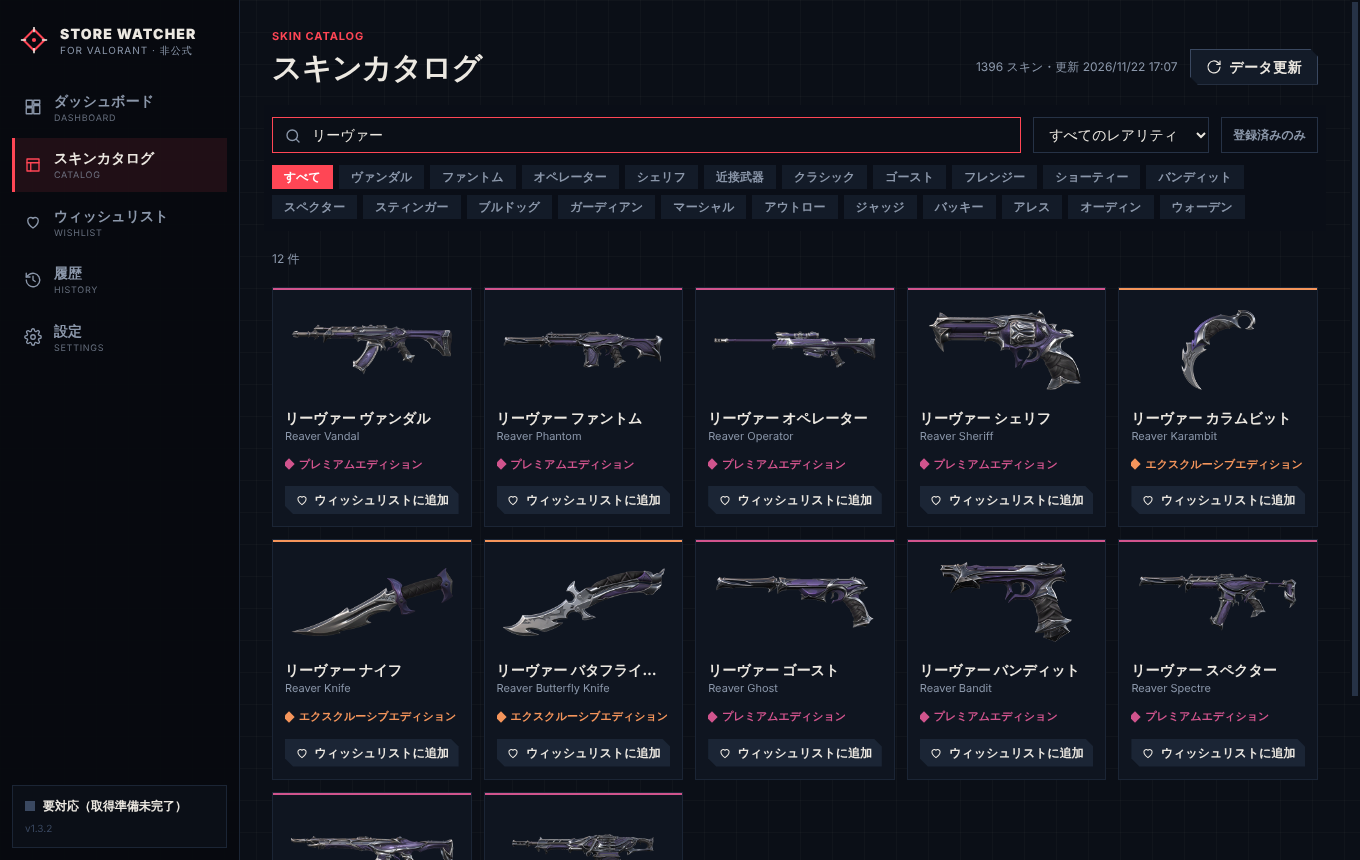 STORE WATCHER
FOR VALORANT · 非公式
ダッシュボード
DASHBOARD
スキンカタログ
CATALOG
ウィッシュリスト
WISHLIST
履歴
HISTORY
設定
SETTINGS
要対応（取得準備未完了）
v1.3.2
SKIN CATALOG
スキンカタログ
1396 スキン・更新 2026/11/22 17:07
データ更新
リーヴァー
すべてのレアリティ
登録済みのみ
すべて ヴァンダル ファントム オペレーター シェリフ 近接武器 クラシック ゴースト フレンジー ショーティー バンディット
スペクター スティンガー ブルドッグ ガーディアン マーシャル アウトロー ジャッジ バッキー アレス オーディン ウォーデン
12 件
リーヴァー ヴァンダル
Reaver Vandal
プレミアムエディション
ウィッシュリストに追加
リーヴァー ファントム
Reaver Phantom
プレミアムエディション
ウィッシュリストに追加
リーヴァー オペレーター
Reaver Operator
プレミアムエディション
ウィッシュリストに追加
リーヴァー シェリフ
Reaver Sheriff
プレミアムエディション
ウィッシュリストに追加
リーヴァー カラムビット
Reaver Karambit
エクスクルーシブエディション
ウィッシュリストに追加
リーヴァー ナイフ
Reaver Knife
エクスクルーシブエディション
ウィッシュリストに追加
リーヴァー バタフライ…
Reaver Butterfly Knife
エクスクルーシブエディション
ウィッシュリストに追加
リーヴァー ゴースト
Reaver Ghost
プレミアムエディション
ウィッシュリストに追加
リーヴァー バンディット
Reaver Bandit
プレミアムエディション
ウィッシュリストに追加
リーヴァー スペクター
Reaver Spectre
プレミアムエディション
ウィッシュリストに追加